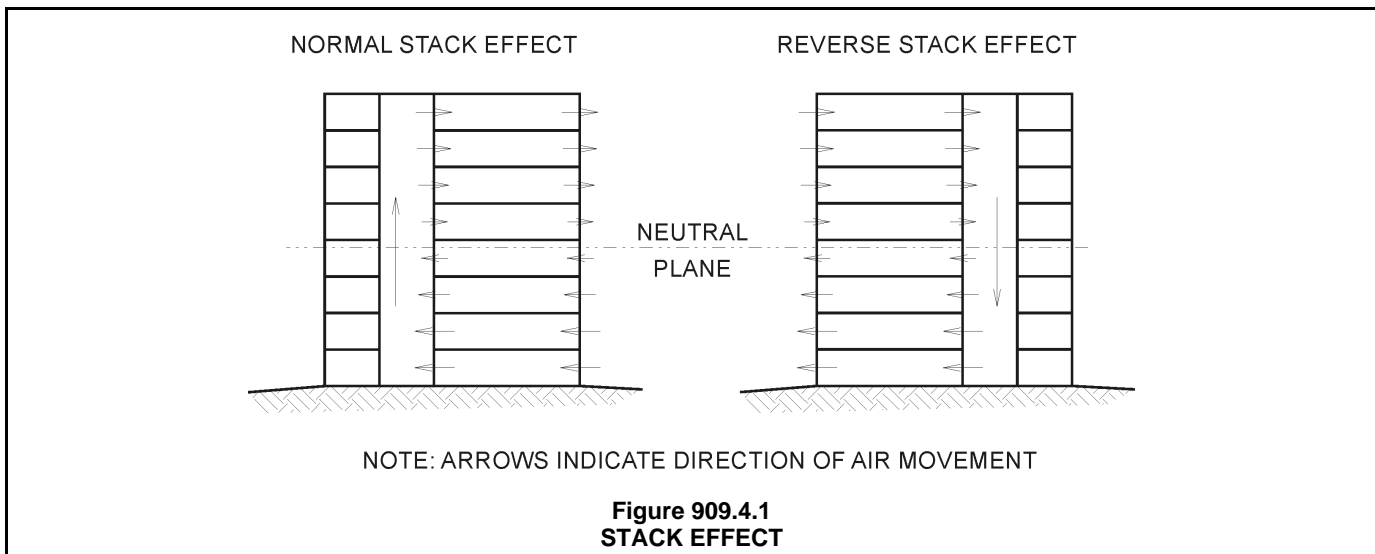 NORMAL STACK EFFECT
REVERSE STACK EFFECT
NEUTRAL
PLANE
NOTE: ARROWS INDICATE DIRECTION OF AIR MOVEMENT
Figure 909.4.1
STACK EFFECT